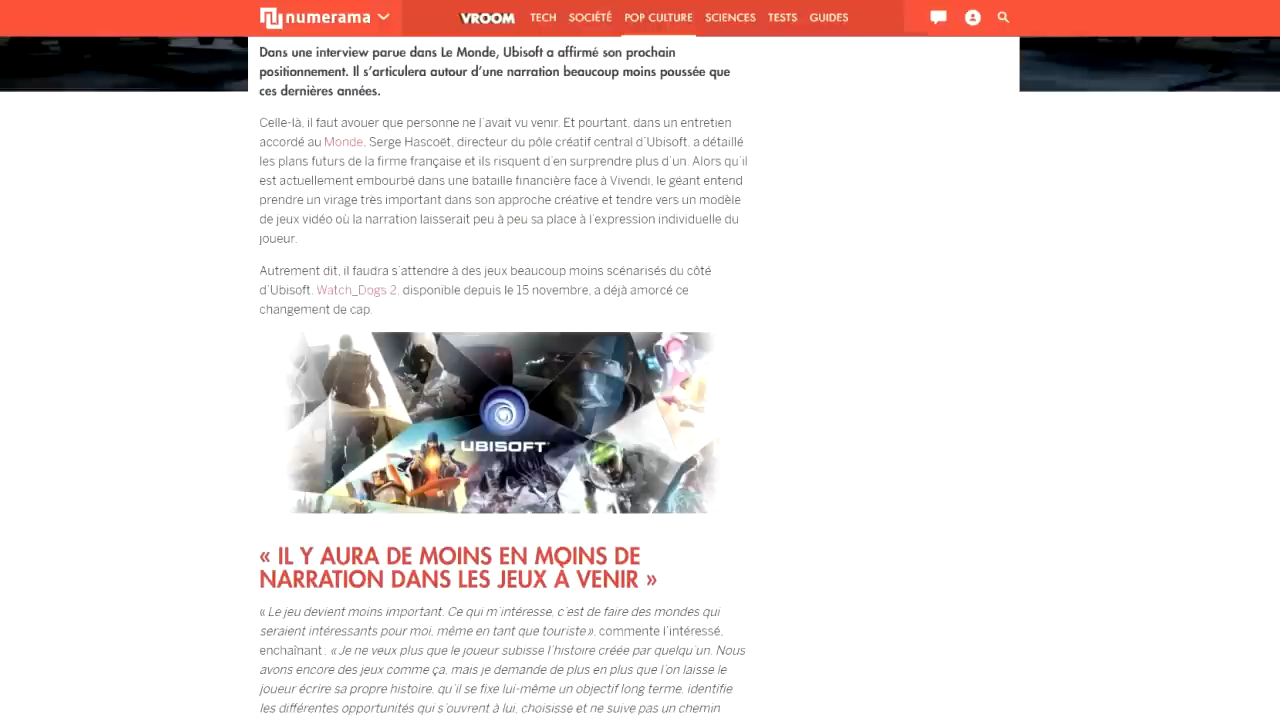 numerama
VROOM TECH SOCIÉTÉ POP CULTURE SCIENCES TESTS GUIDES
Dans une interview parue dans Le Monde, Ubisoft a affirmé son prochain
positionnement. Il s’articulera autour d’une narration beaucoup moins poussée que
ces dernières années.
Celle-là, il faut avouer que personne ne l’avait vu venir. Et pourtant, dans un entretien
accordé au Monde, Serge Hascoët, directeur du pôle créatif central d’Ubisoft, a détaillé
les plans futurs de la firme française et ils risquent d’en surprendre plus d’un. Alors qu’il
est actuellement embourbé dans une bataille financière face à Vivendi, le géant entend
prendre un virage très important dans son approche créative et tendre vers un modèle
de jeux vidéo où la narration laisserait peu à peu sa place à l’expression individuelle du
joueur.
Autrement dit, il faudra s’attendre à des jeux beaucoup moins scénarisés du côté
d’Ubisoft. Watch_Dogs 2, disponible depuis le 15 novembre, a déjà amorcé ce
changement de cap.
UBISOFT
« IL Y AURA DE MOINS EN MOINS DE
NARRATION DANS LES JEUX À VENIR »
« Le jeu devient moins important. Ce qui m’intéresse, c’est de faire des mondes qui
seraient intéressants pour moi, même en tant que touriste », commente l’intéressé,
enchaînant : « Je ne veux plus que le joueur subisse l’histoire créée par quelqu’un. Nous
avons encore des jeux comme ça, mais je demande de plus en plus que l’on laisse le
joueur écrire sa propre histoire, qu’il se fixe lui-même un objectif long terme, identifie
les différentes opportunités qui s’ouvrent à lui, choisisse et ne suive pas un chemin